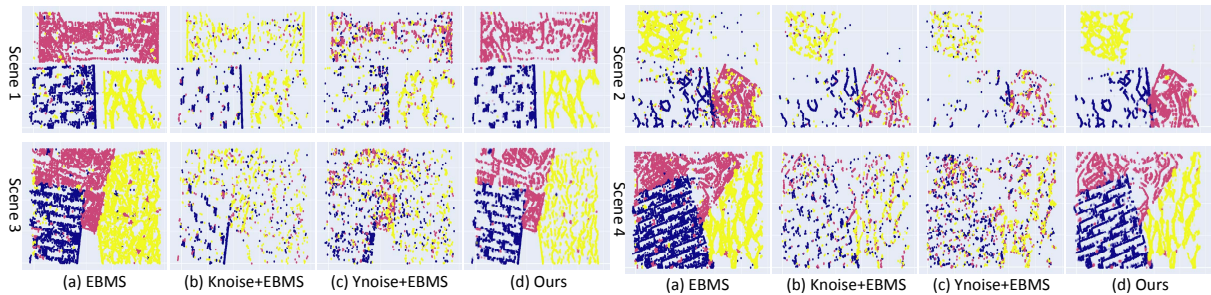 Scene 1
Scene 2
Scene 3
Scene 4
(a) EBMS (b) Knoise+EBMS (c) Ynoise+EBMS (d) Ours
(a) EBMS (b) Knoise+EBMS (c) Ynoise+EBMS (d) Ours